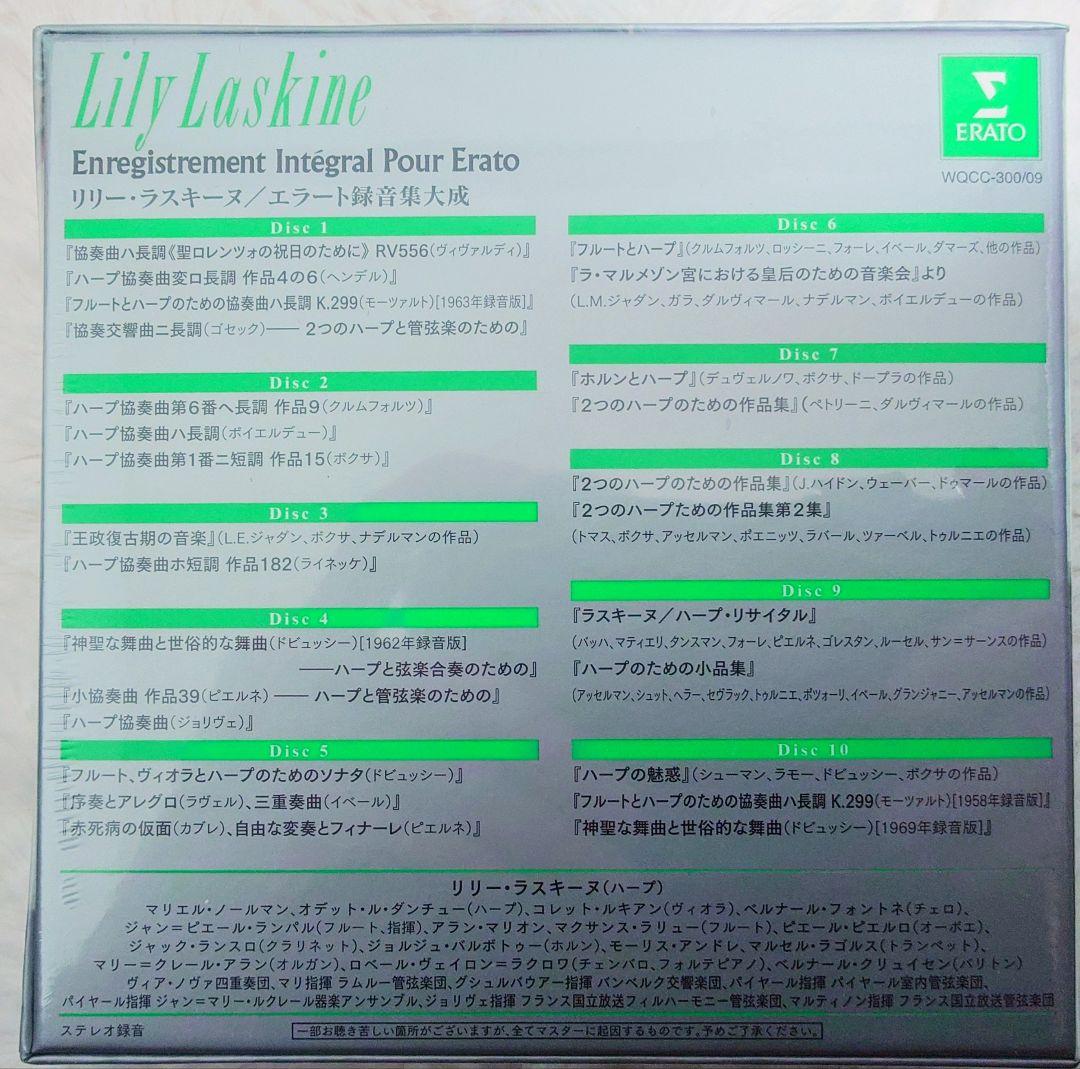 Lily Laskine
Enregistrement Intégral Pour Erato
リリー・ラスキーヌ／エラート録音集大成
ERATO
WQCC-300/09
Disc 1
『協奏曲ハ長調《聖ロレンツォの祝日のために》 RV556(ヴィヴァルディ)』
『ハープ協奏曲変ロ長調 作品4の6(ヘンデル)』
『フルートとハープのための協奏曲ハ長調 K.299(モーツァルト)[1963年録音版]』
『協奏交響曲ニ長調(ゴセック)―― 2つのハープと管弦楽のための』
Disc 2
『ハープ協奏曲第6番ヘ長調 作品9(クルムフォルツ)』
『ハープ協奏曲ハ長調(ボイエルデュー)』
『ハープ協奏曲第1番ニ短調 作品15(ボクサ)』
Disc 3
『王政復古期の音楽』(L.E.ジャダン、ボクサ、ナデルマンの作品)
『ハープ協奏曲ホ短調 作品182(ライネッケ)』
Disc 4
『神聖な舞曲と世俗的な舞曲(ドビュッシー)[1962年録音版]
――ハープと弦楽合奏のための』
『小協奏曲 作品39(ピエルネ)―― ハープと管弦楽のための』
『ハープ協奏曲(ジョリヴェ)』
Disc 5
『フルート、ヴィオラとハープのためのソナタ(ドビュッシー)』
『序奏とアレグロ(ラヴェル)、三重奏曲(イベール)』
『赤死病の仮面(カプレ)、自由な変奏とフィナーレ(ピエルネ)』
Disc 6
『フルートとハープ』(クルムフォルツ、ロッシーニ、フォーレ、イベール、ダマーズ、他の作品)
『ラ・マルメゾン宮における皇后のための音楽会』より
(L.M.ジャダン、ガラ、ダルヴィマール、ナデルマン、ボイエルデューの作品)
Disc 7
『ホルンとハープ』(デュヴェルノワ、ボクサ、ドープラの作品)
『2つのハープのための作品集』(ペトリーニ、ダルヴィマールの作品)
Disc 8
『2つのハープのための作品集』(J.ハイドン、ウェーバー、ドゥマールの作品)
『2つのハープための作品集第2集』
(トマス、ボクサ、アッセルマン、ポエニッツ、ラバール、ツァーベル、トゥルニエの作品)
Disc 9
『ラスキーヌ／ハープ・リサイタル』
(バッハ、マティエリ、タンスマン、フォーレ、ピエルネ、ゴレスタン、ルーセル、サン＝サーンスの作品)
『ハープのための小品集』
(アッセルマン、シュット、ヘラー、セヴラック、トゥルニエ、ポツォーリ、イベール、グランジャニー、アッセルマンの作品)
Disc 10
『ハープの魅惑』(シューマン、ラモー、ドビュッシー、ボクサの作品)
『フルートとハープのための協奏曲ハ長調 K.299(モーツァルト)[1958年録音版]』
『神聖な舞曲と世俗的な舞曲(ドビュッシー)[1969年録音版]』
リリー・ラスキーヌ(ハープ)
マリエル・ノールマン、オデット・ル・ダンチュー(ハープ)、コレット・ルキアン(ヴィオラ)、ベルナール・フォントネ(チェロ)、
ジャン＝ピエール・ランパル(フルート、指揮)、アラン・マリオン、マクサンス・ラリュー(フルート)、ピエール・ピエルロ(オーボエ)、
ジャック・ランスロ(クラリネット)、ジョルジュ・バルボトゥー(ホルン)、モーリス・アンドレ、マルセル・ラゴルス(トランペット)、
マリー＝クレール・アラン(オルガン)、ロベール・ヴェイロン＝ラクロワ(チェンバロ、フォルテピアノ)、ベルナール・クリュイセン(バリトン)
ヴィア・ノヴァ四重奏団、マリ指揮 ラムルー管弦楽団、グシュルバウアー指揮 バンベルク交響楽団、パイヤール指揮 パイヤール室内管弦楽団、
パイヤール指揮 ジャン＝マリー・ルクレール器楽アンサンブル、ジョリヴェ指揮 フランス国立放送フィルハーモニー管弦楽団、マルティノン指揮 フランス国立放送管弦楽団
ステレオ録音
一部お聴き苦しい箇所がございますが、全てマスターに起因するものです。予めご了承ください。